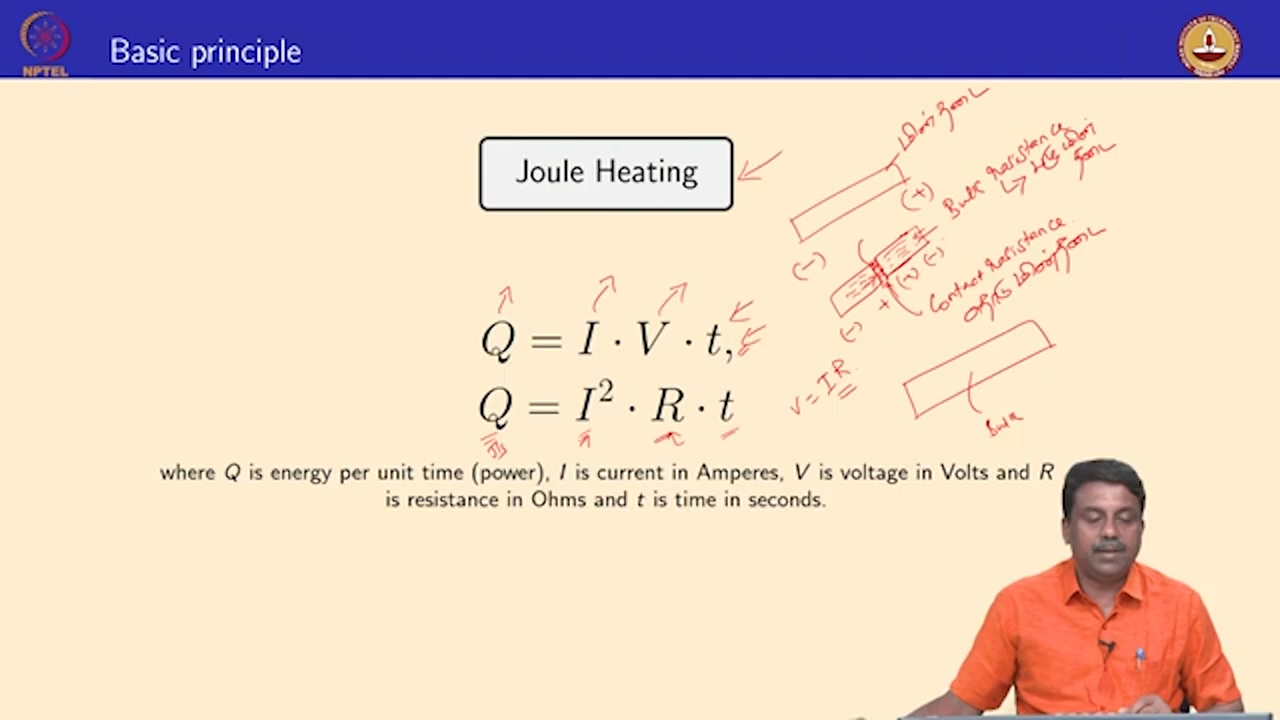 Basic principle
NPTEL
Joule Heating
Q = I · V · t,
Q = I² · R · t
where Q is energy per unit time (power), I is current in Amperes, V is voltage in Volts and R
is resistance in Ohms and t is time in seconds.
(+)
(-)
Bulk resistance
Contact resistance
(+) (-)
(-) +
V = IR
Bulk